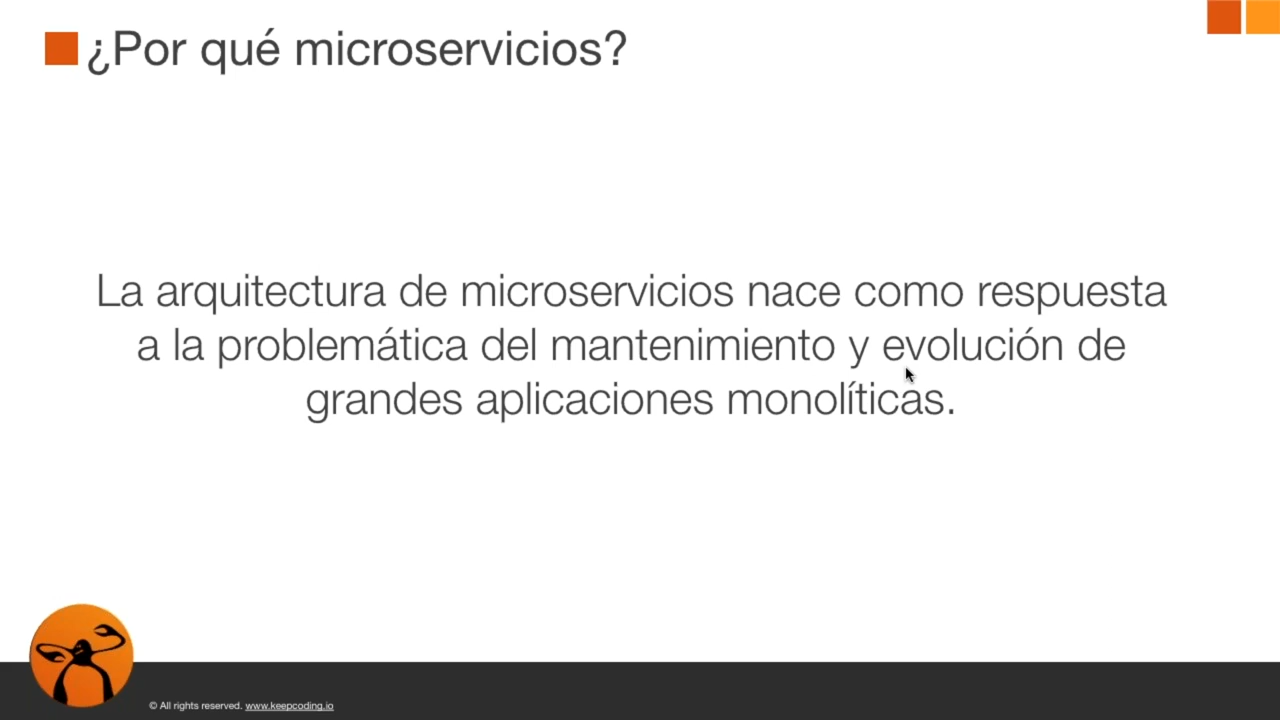 ¿Por qué microservicios?
La arquitectura de microservicios nace como respuesta
a la problemática del mantenimiento y evolución de
grandes aplicaciones monolíticas.
© All rights reserved. www.keepcoding.io